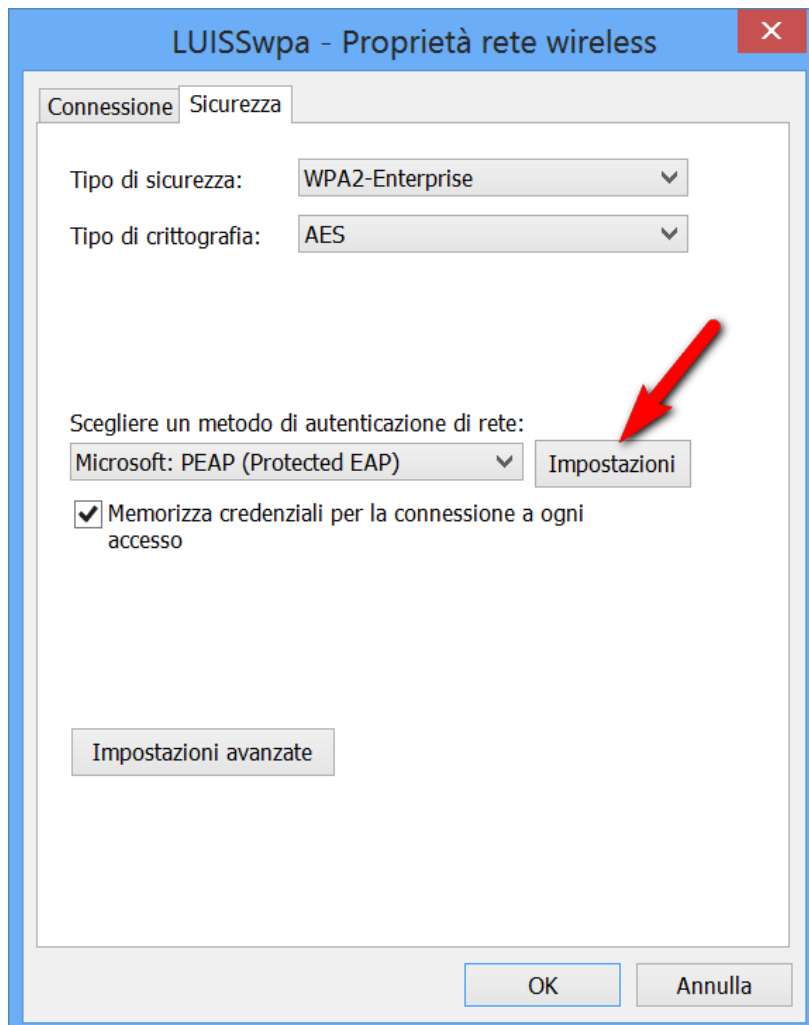 LUISSwpa - Proprietà rete wireless
Connessione
Sicurezza
Tipo di sicurezza:
WPA2-Enterprise
Tipo di crittografia:
AES
Scegliere un metodo di autenticazione di rete:
Microsoft: PEAP (Protected EAP)
Impostazioni
Memorizza credenziali per la connessione a ogni
accesso
Impostazioni avanzate
OK
Annulla